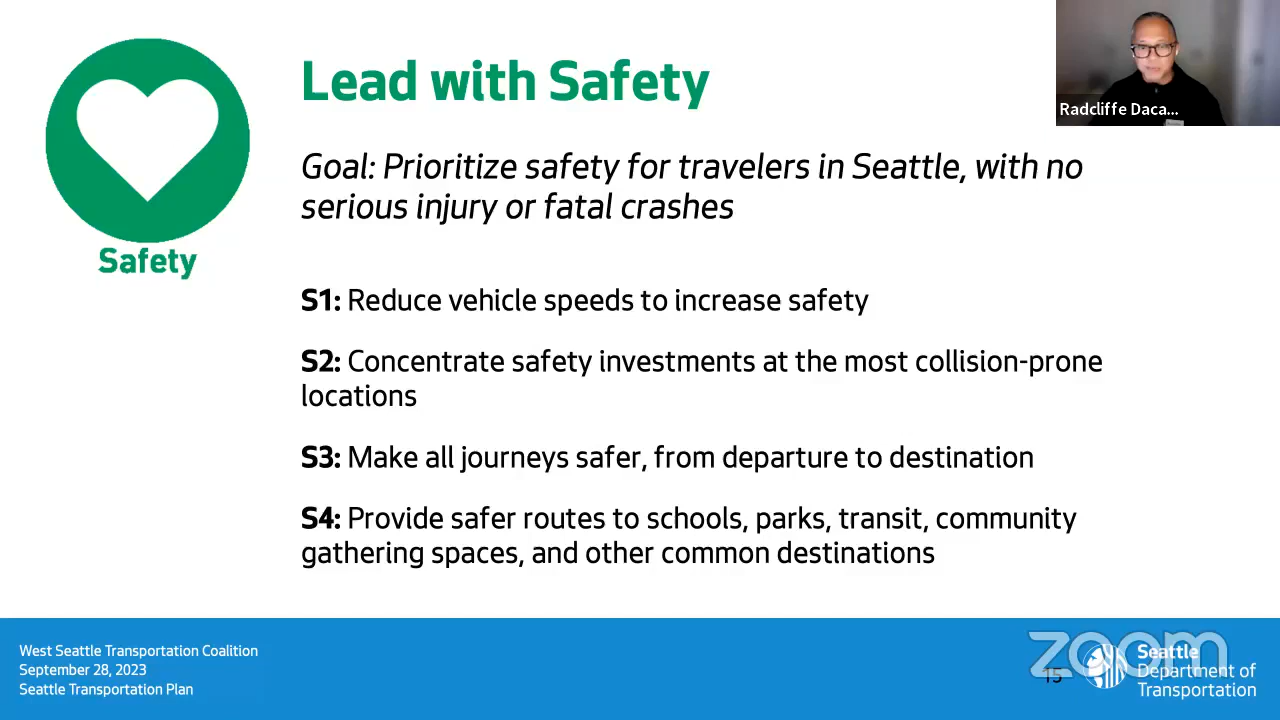 Lead with Safety
Radcliffe Daca...
Goal: Prioritize safety for travelers in Seattle, with no
serious injury or fatal crashes
Safety
S1: Reduce vehicle speeds to increase safety
S2: Concentrate safety investments at the most collision-prone
locations
S3: Make all journeys safer, from departure to destination
S4: Provide safer routes to schools, parks, transit, community
gathering spaces, and other common destinations
West Seattle Transportation Coalition
September 28, 2023
Seattle Transportation Plan
zoom
15
Seattle
Department of
Transportation